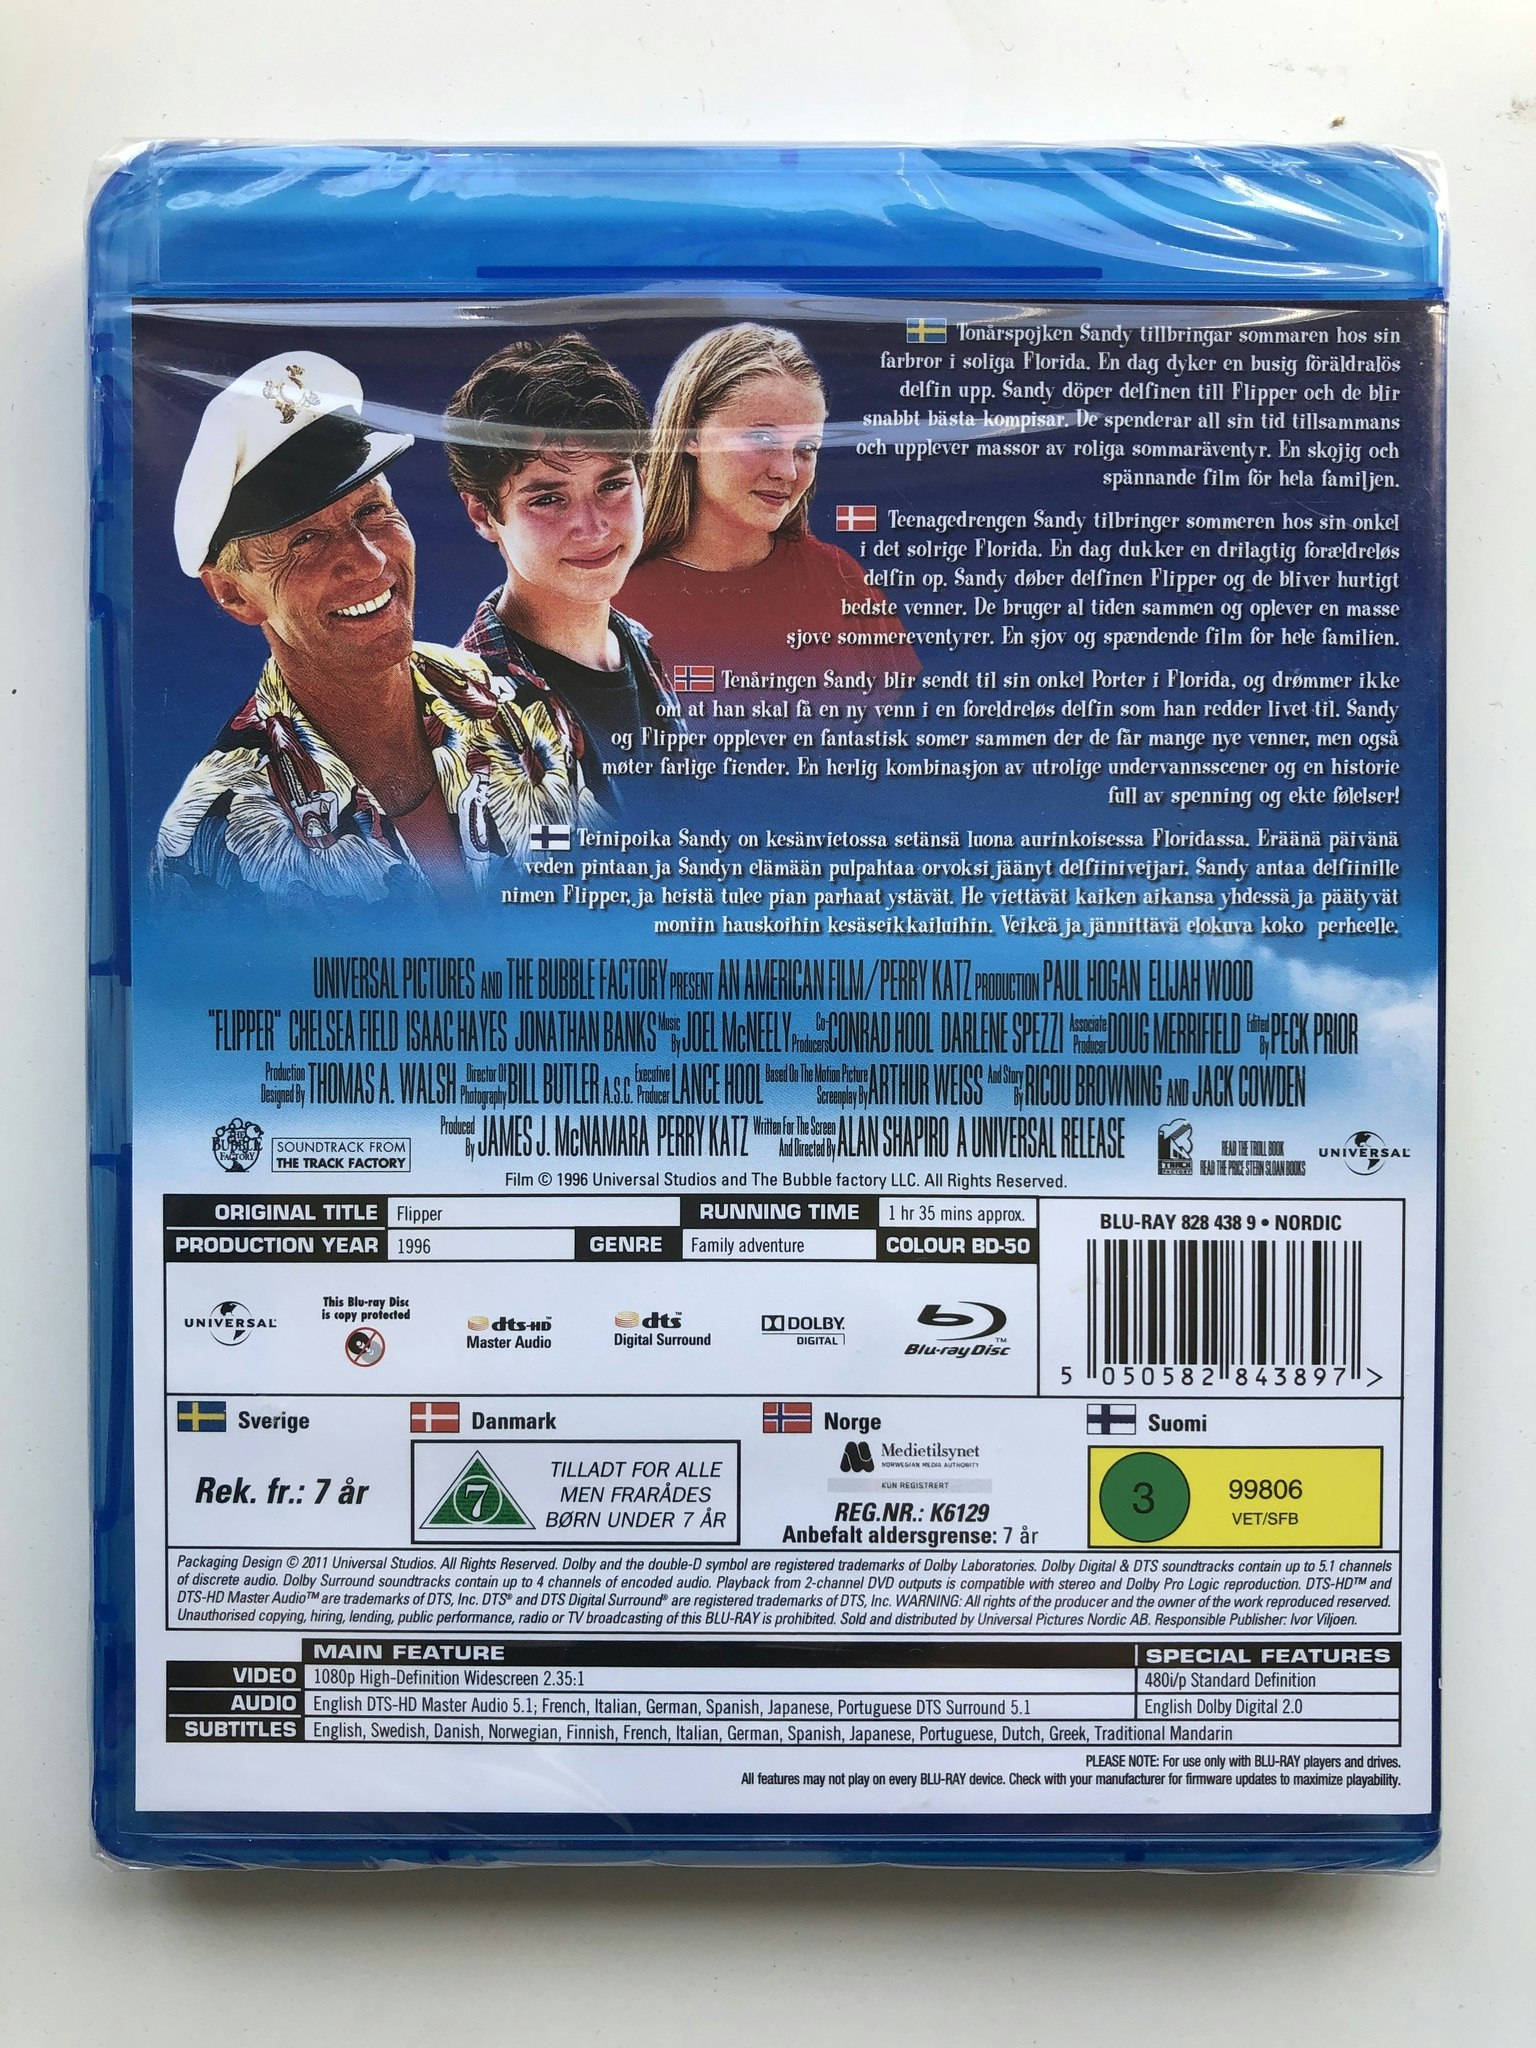 Tonårspojken Sandy tillbringar sommaren hos sin
farbror i soliga Florida. En dag dyker en busig föräldralös
delfin upp. Sandy döper delfinen till Flipper och de blir
snabbt bästa kompisar. De spenderar all sin tid tillsammans
och upplever massor av roliga sommaräventyr. En skojig och
spännande film för hela familjen.
Teenagedrengen Sandy tilbringer sommeren hos sin onkel
i det solrige Florida. En dag dukker en drilagtig forældreløs
delfin op. Sandy døber delfinen Flipper og de bliver hurtigt
bedste venner. De bruger al tiden sammen og oplever en masse
sjove sommereventyrer. En sjov og spændende film for hele familien.
Tenåringen Sandy blir sendt til sin onkel Porter i Florida, og drømmer ikke
om at han skal få en ny venn i en foreldreløs delfin som han redder livet til. Sandy
og Flipper opplever en fantastisk somer sammen der de får mange nye venner, men også
møter farlige fiender. En herlig kombinasjon av utrolige undervannsscener og en historie
full av spenning og ekte følelser!
Teinipoika Sandy on kesänvietossa setänsä luona aurinkoisessa Floridassa. Eräänä päivänä
veden pintaan ja Sandyn elämään pulpahtaa orvoksi jäänyt delfiiniveijari. Sandy antaa delfiinille
nimen Flipper, ja heistä tulee pian parhaat ystävät. He viettävät kaiken aikansa yhdessä ja päätyvät
moniin hauskoihin kesäseikkailuihin. Veikeä ja jännittävä elokuva koko perheelle.
UNIVERSAL PICTURES AND THE BUBBLE FACTORY PRESENT AN AMERICAN FILM/PERRY KATZ PRODUCTION PAUL HOGAN ELIJAH WOOD
"FLIPPER" CHELSEA FIELD ISAAC HAYES JONATHAN BANKS Music By JOEL McNEELY Co-Producers CONRAD HOOL DARLENE SPEZZI Associate Producer DOUG MERRIFIELD Edited By PECK PRIOR
Production Designed By THOMAS A. WALSH Director Of Photography BILL BUTLER A.S.C. Executive Producer LANCE HOOL Based On The Motion Picture Screenplay By ARTHUR WEISS And Story By RICOU BROWNING AND JACK COWDEN
Produced By JAMES J. McNAMARA PERRY KATZ Written For The Screen And Directed By ALAN SHAPIRO A UNIVERSAL RELEASE
THE BUBBLE FACTORY
SOUNDTRACK FROM
THE TRACK FACTORY
READ THE TROLL BOOK
READ THE PRICE STERN SLOAN BOOKS
UNIVERSAL
Film © 1996 Universal Studios and The Bubble factory LLC. All Rights Reserved.
ORIGINAL TITLE Flipper RUNNING TIME 1 hr 35 mins approx.
PRODUCTION YEAR 1996 GENRE Family adventure COLOUR BD-50
BLU-RAY 828 438 9 • NORDIC
UNIVERSAL
This Blu-ray Disc
is copy protected
dts-HD™
Master Audio
dts™
Digital Surround
DOLBY.
DIGITAL
Blu-ray Disc™
5 050582 843897 >
Sverige
Rek. fr.: 7 år
Danmark
7
TILLADT FOR ALLE
MEN FRARÅDES
BØRN UNDER 7 ÅR
Norge
Medietilsynet
NORWEGIAN MEDIA AUTHORITY
KUN REGISTRERT
REG.NR.: K6129
Anbefalt aldersgrense: 7 år
Suomi
3
99806
VET/SFB
Packaging Design © 2011 Universal Studios. All Rights Reserved. Dolby and the double-D symbol are registered trademarks of Dolby Laboratories. Dolby Digital & DTS soundtracks contain up to 5.1 channels
of discrete audio. Dolby Surround soundtracks contain up to 4 channels of encoded audio. Playback from 2-channel DVD outputs is compatible with stereo and Dolby Pro Logic reproduction. DTS-HD™ and
DTS-HD Master Audio™ are trademarks of DTS, Inc. DTS® and DTS Digital Surround® are registered trademarks of DTS, Inc. WARNING: All rights of the producer and the owner of the work reproduced reserved.
Unauthorised copying, hiring, lending, public performance, radio or TV broadcasting of this BLU-RAY is prohibited. Sold and distributed by Universal Pictures Nordic AB. Responsible Publisher: Ivor Viljoen.
MAIN FEATURE SPECIAL FEATURES
VIDEO 1080p High-Definition Widescreen 2.35:1 480i/p Standard Definition
AUDIO English DTS-HD Master Audio 5.1; French, Italian, German, Spanish, Japanese, Portuguese DTS Surround 5.1 English Dolby Digital 2.0
SUBTITLES English, Swedish, Danish, Norwegian, Finnish, French, Italian, German, Spanish, Japanese, Portuguese, Dutch, Greek, Traditional Mandarin
PLEASE NOTE: For use only with BLU-RAY players and drives.
All features may not play on every BLU-RAY device. Check with your manufacturer for firmware updates to maximize playability.